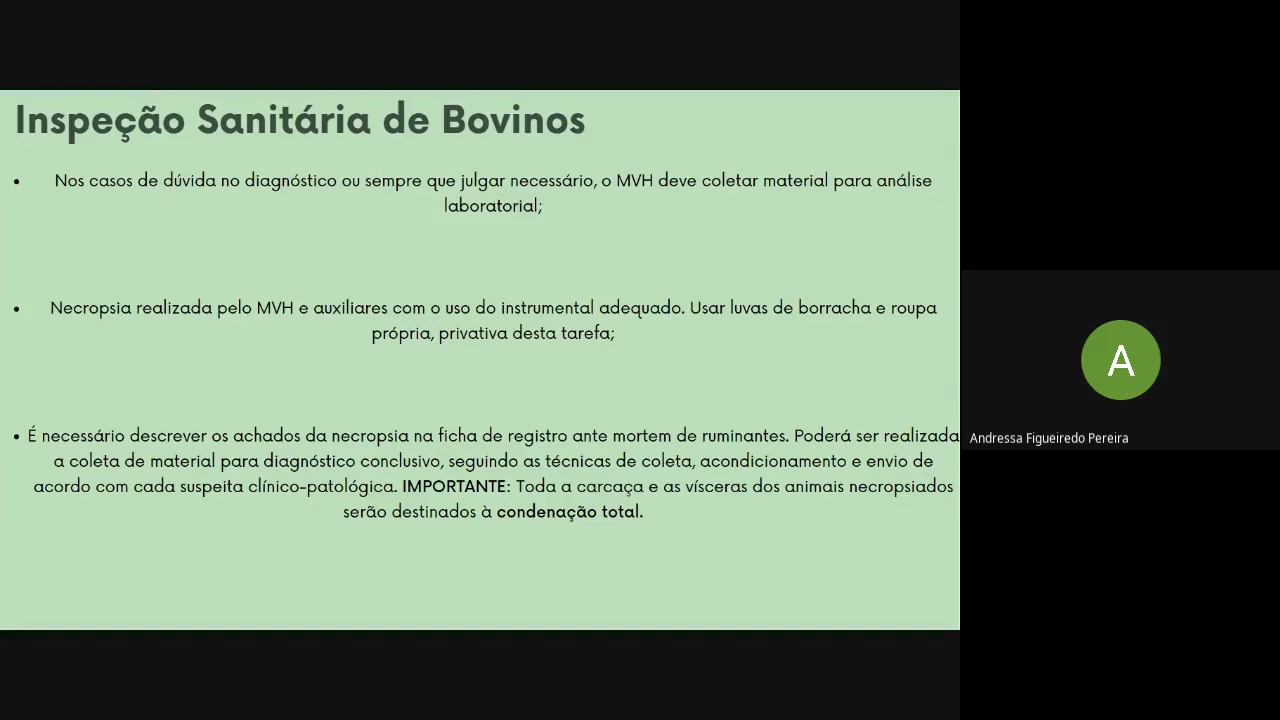 Inspeção Sanitária de Bovinos
• Nos casos de dúvida no diagnóstico ou sempre que julgar necessário, o MVH deve coletar material para análise
laboratorial;
• Necropsia realizada pelo MVH e auxiliares com o uso do instrumental adequado. Usar luvas de borracha e roupa
própria, privativa desta tarefa;
• É necessário descrever os achados da necropsia na ficha de registro ante mortem de ruminantes. Poderá ser realizada
a coleta de material para diagnóstico conclusivo, seguindo as técnicas de coleta, acondicionamento e envio de
acordo com cada suspeita clínico-patológica. IMPORTANTE: Toda a carcaça e as vísceras dos animais necropsiados
serão destinados à condenação total.
A
Andressa Figueiredo Pereira